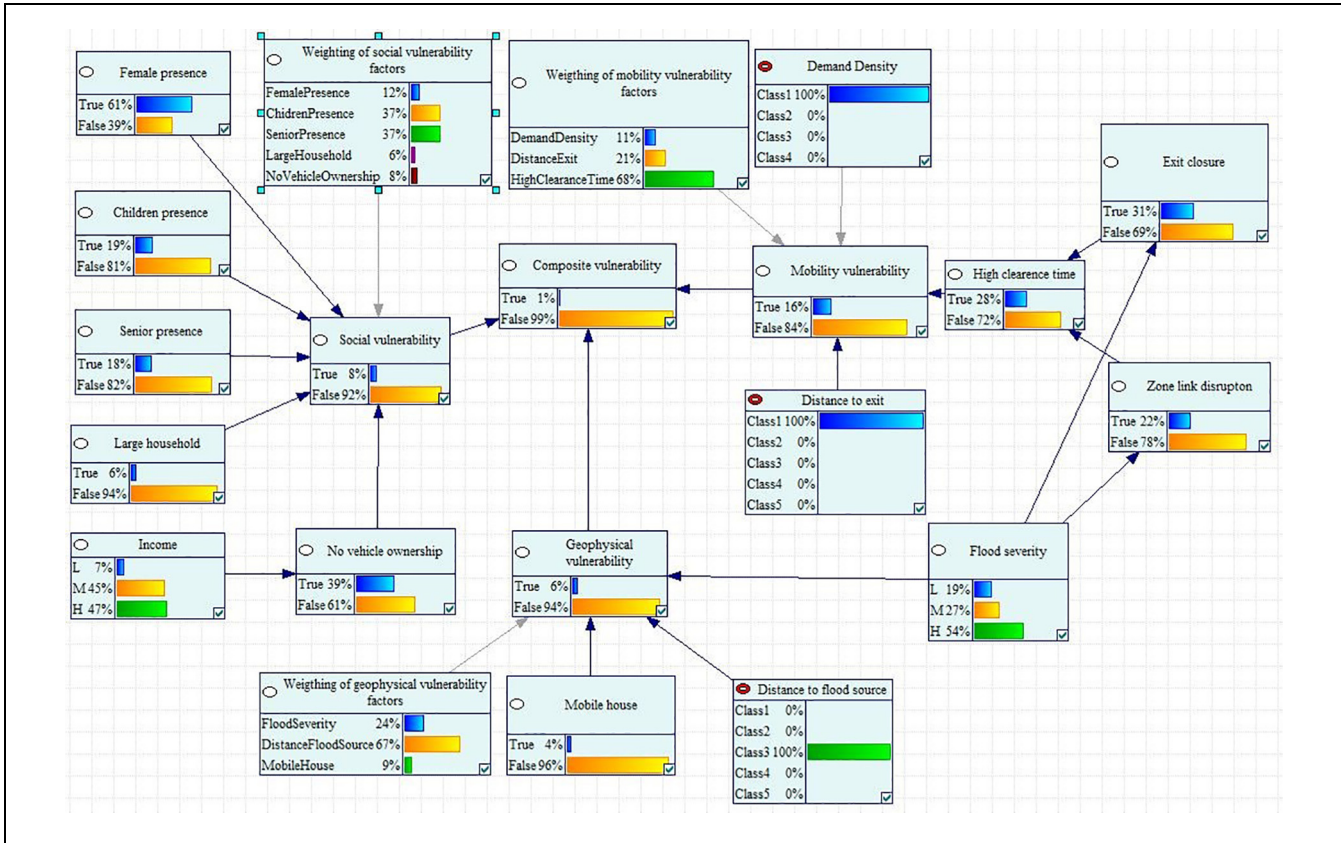 Female presence
True 61%
False 39%
Weighting of social vulnerability
factors
FemalePresence 12%
ChidrenPresence 37%
SeniorPresence 37%
LargeHousehold 6%
NoVehicleOwnership 8%
Weigthing of mobility vulnerability
factors
DemandDensity 11%
DistanceExit 21%
HighClearanceTime 68%
Demand Density
Class1 100%
Class2 0%
Class3 0%
Class4 0%
Exit closure
True 31%
False 69%
Children presence
True 19%
False 81%
Composite vulnerability
True 1%
False 99%
Mobility vulnerability
True 16%
False 84%
High clearence time
True 28%
False 72%
Senior presence
True 18%
False 82%
Social vulnerability
True 8%
False 92%
Distance to exit
Class1 100%
Class2 0%
Class3 0%
Class4 0%
Class5 0%
Zone link disrupton
True 22%
False 78%
Large household
True 6%
False 94%
Income
L 7%
M 45%
H 47%
No vehicle ownership
True 39%
False 61%
Geophysical
vulnerability
True 6%
False 94%
Flood severity
L 19%
M 27%
H 54%
Weigthing of geophysical vulnerability
factors
FloodSeverity 24%
DistanceFloodSource 67%
MobileHouse 9%
Mobile house
True 4%
False 96%
Distance to flood source
Class1 0%
Class2 0%
Class3 100%
Class4 0%
Class5 0%